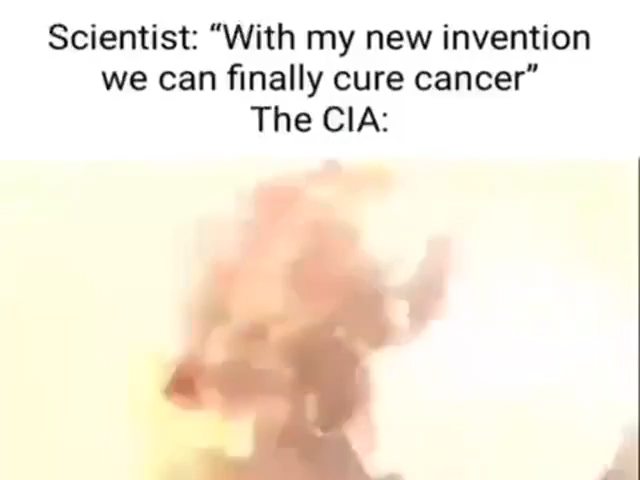 Scientist: “With my new invention
we can finally cure cancer”
The CIA: